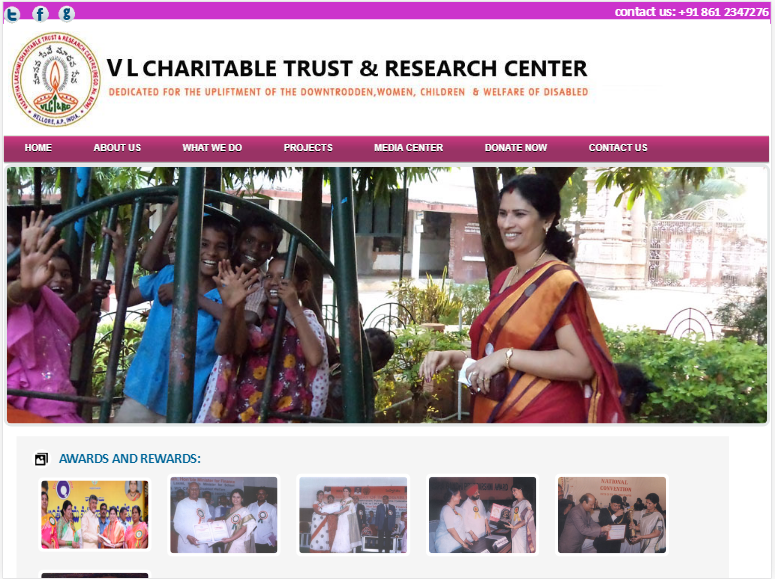 contact us: +91 861 2347276
V L CHARITABLE TRUST & RESEARCH CENTER
DEDICATED FOR THE UPLIFTMENT OF THE DOWNTRODDEN,WOMEN, CHILDREN & WELFARE OF DISABLED
HOME ABOUT US WHAT WE DO PROJECTS MEDIA CENTER DONATE NOW CONTACT US
AWARDS AND REWARDS:
NATIONAL
CONVENTION